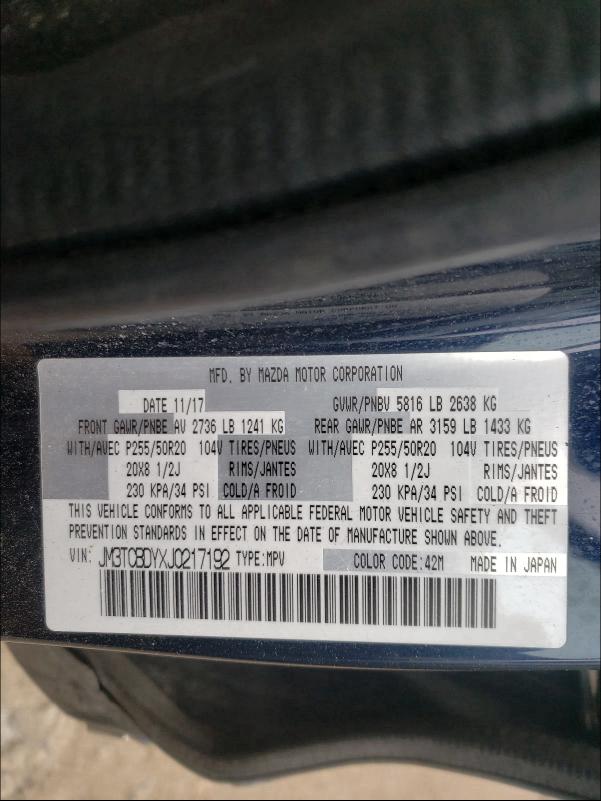 MFD. BY MAZDA MOTOR CORPORATION
DATE 11/17 GVWR/PNBV 5816 LB 2638 KG
FRONT GAWR/PNBE AV 2736 LB 1241 KG REAR GAWR/PNBE AR 3159 LB 1433 KG
WITH/AVEC P255/50R20 104V TIRES/PNEUS WITH/AVEC P255/50R20 104V TIRES/PNEUS
20X8 1/2J RIMS/JANTES 20X8 1/2J RIMS/JANTES
230 KPA/34 PSI COLD/A FROID 230 KPA/34 PSI COLD/A FROID
THIS VEHICLE CONFORMS TO ALL APPLICABLE FEDERAL MOTOR VEHICLE SAFETY AND THEFT
PREVENTION STANDARDS IN EFFECT ON THE DATE OF MANUFACTURE SHOWN ABOVE.
VIN: JM3TCBDYXJ0217192 TYPE:MPV COLOR CODE:42M MADE IN JAPAN